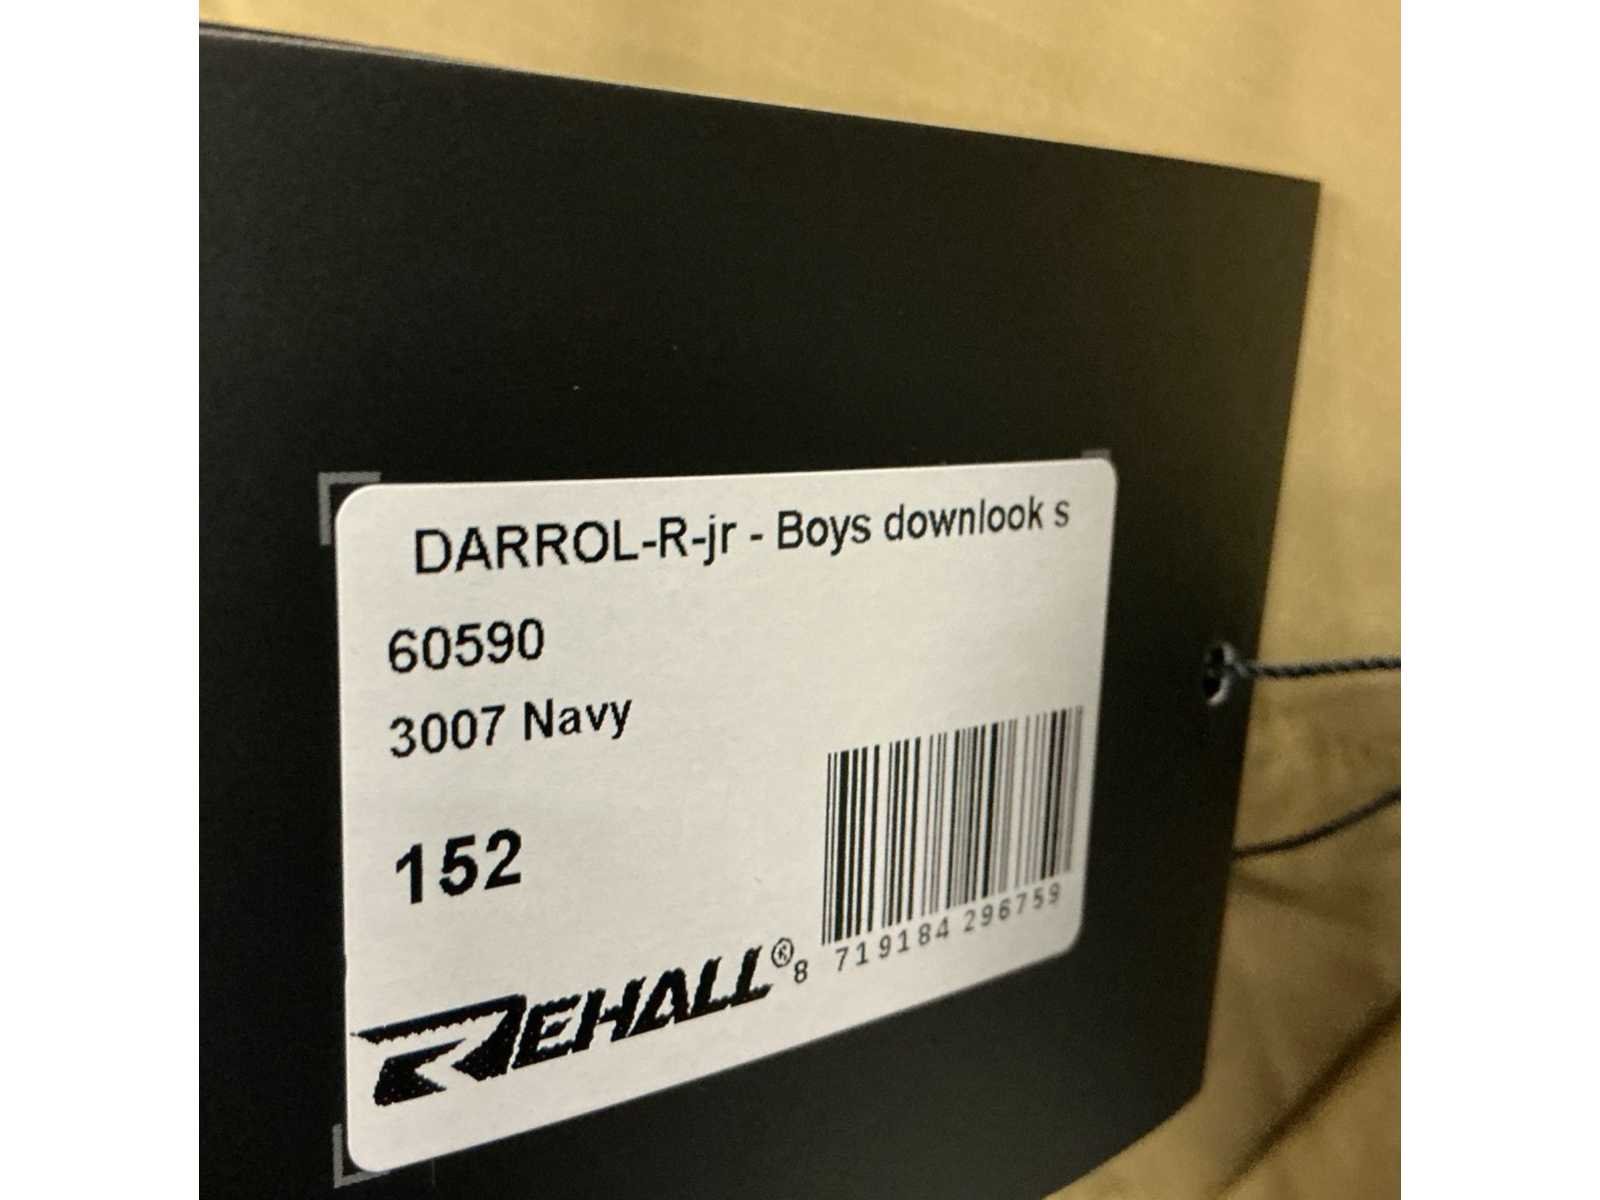 DARROL-R-jr - Boys downlook s
60590
3007 Navy
152
8 719184 296759
REHALL®